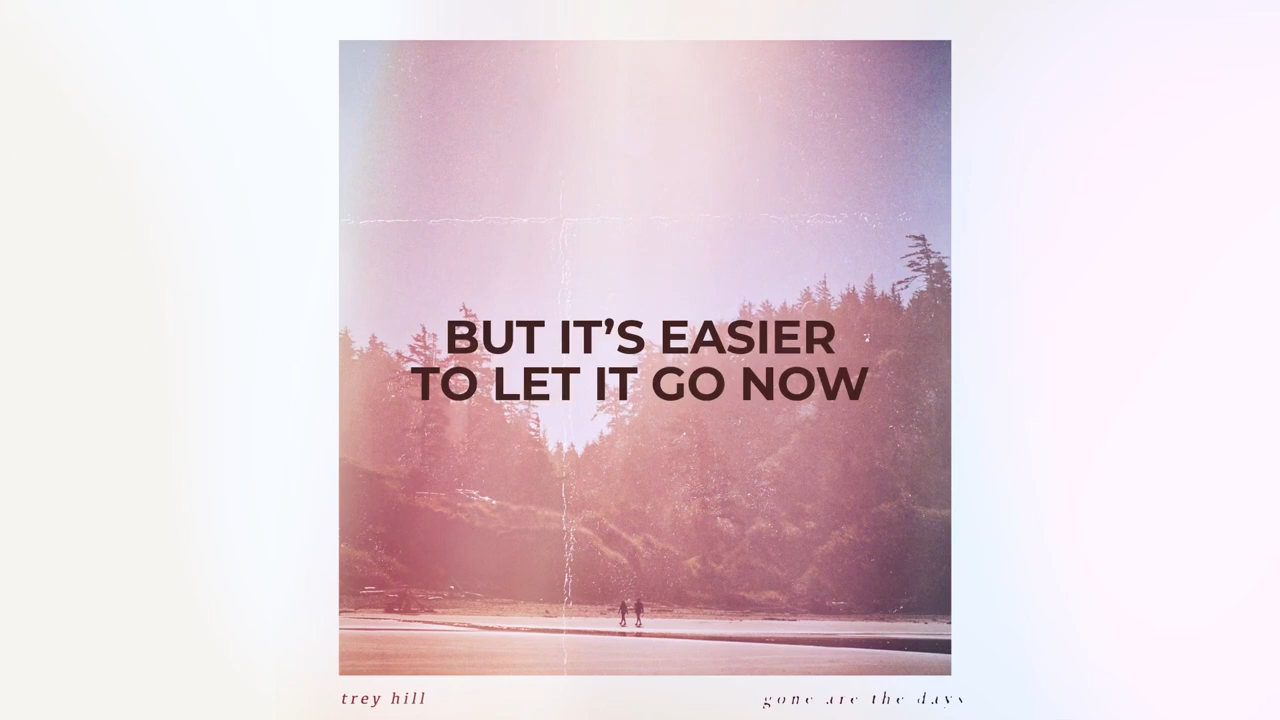 BUT IT’S EASIER
TO LET IT GO NOW
trey hill
gone are the days